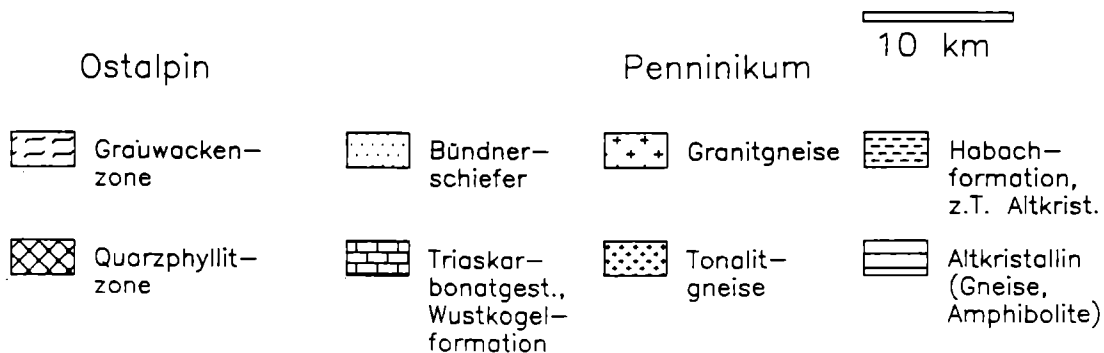 10 km
Ostalpin
Penninikum
Grauwacken-
zone
Bündner-
schiefer
Granitgneise
Habach-
formation,
z.T. Altkrist.
Quarzphyllit-
zone
Triaskar-
bonatgest.,
Wustkogel-
formation
Tonalit-
gneise
Altkristallin
(Gneise,
Amphibolite)